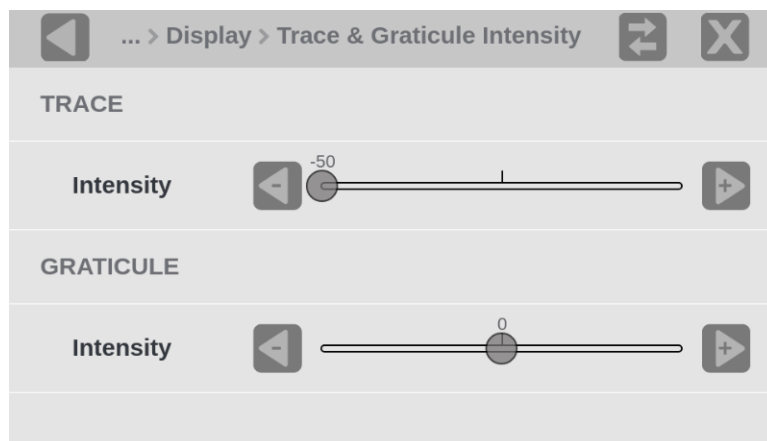 ... > Display > Trace & Graticule Intensity
TRACE
-50
Intensity - +
GRATICULE
0
Intensity - +